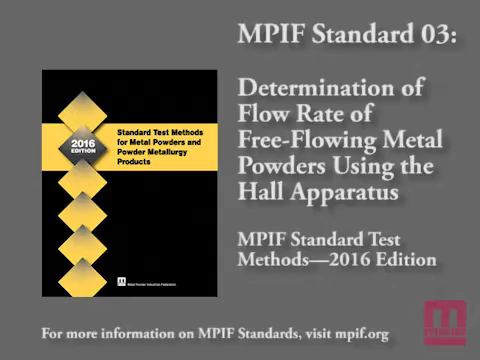 MPIF Standard 03:
Determination of
Flow Rate of
Free-Flowing Metal
Powders Using the
Hall Apparatus
MPIF Standard Test
Methods—2016 Edition
2016
EDITION
Standard Test Methods
for Metal Powders and
Powder Metallurgy
Products
Metal Powder Industries Federation
For more information on MPIF Standards, visit mpif.org